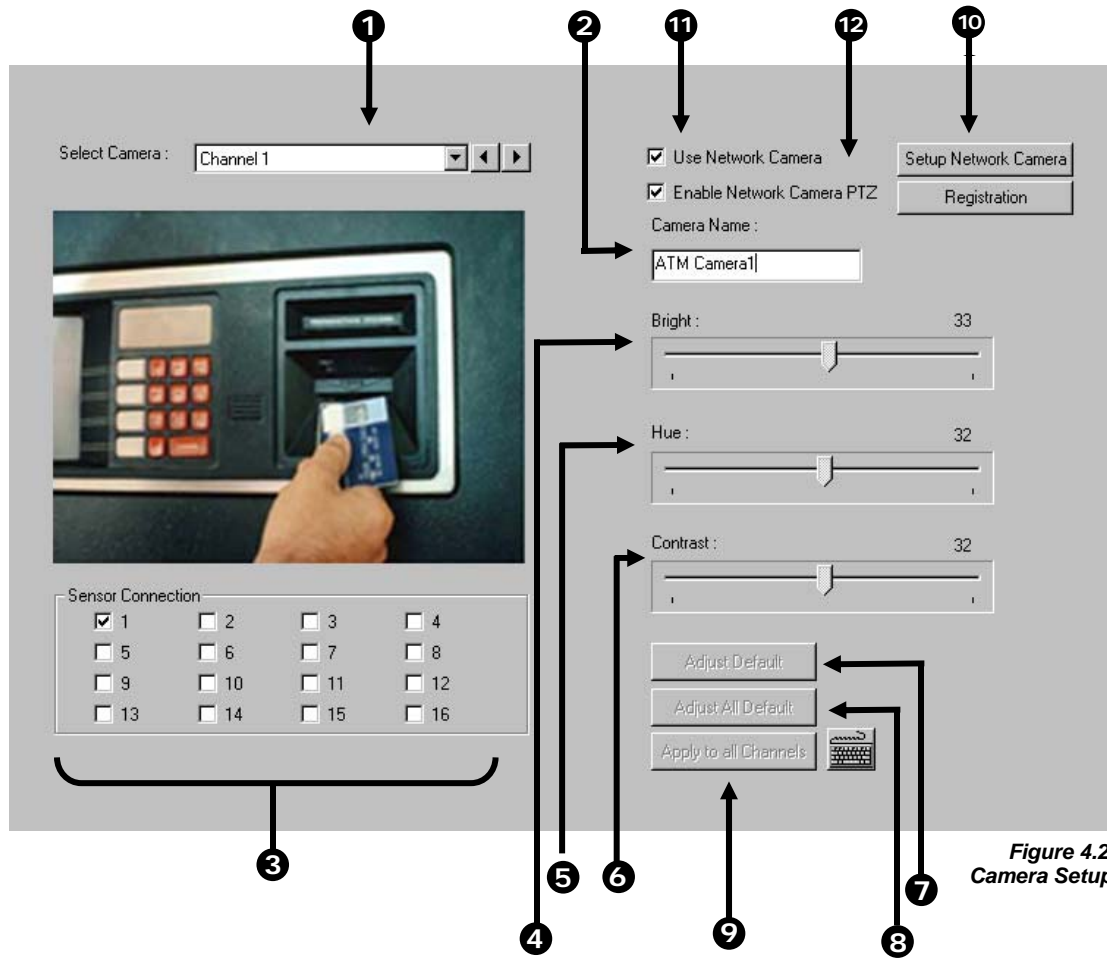 1
2
11
12
10
Select Camera :
Channel 1
Use Network Camera
Setup Network Camera
Enable Network Camera PTZ
Registration
Camera Name :
ATM Camera1
Bright :
33
Hue :
32
Contrast :
32
Sensor Connection
1 2 3 4
5 6 7 8
9 10 11 12
13 14 15 16
Adjust Default
Adjust All Default
Apply to all Channels
3
5
6
7
4
9
8
Figure 4.2
Camera Setup